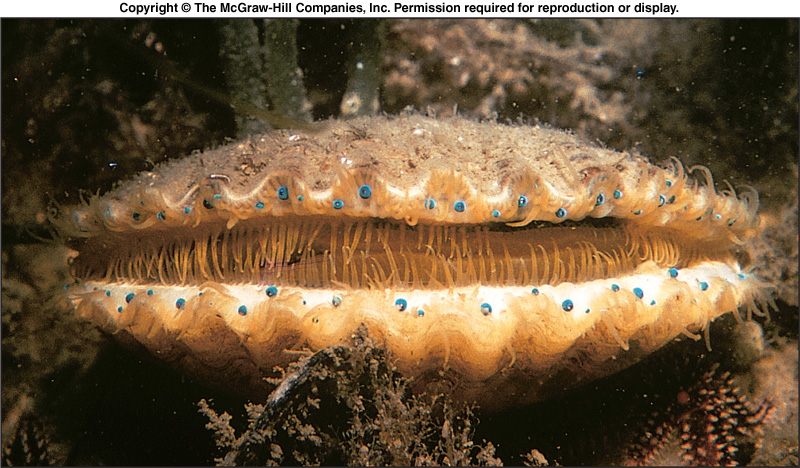 Copyright © The McGraw-Hill Companies, Inc. Permission required for reproduction or display.